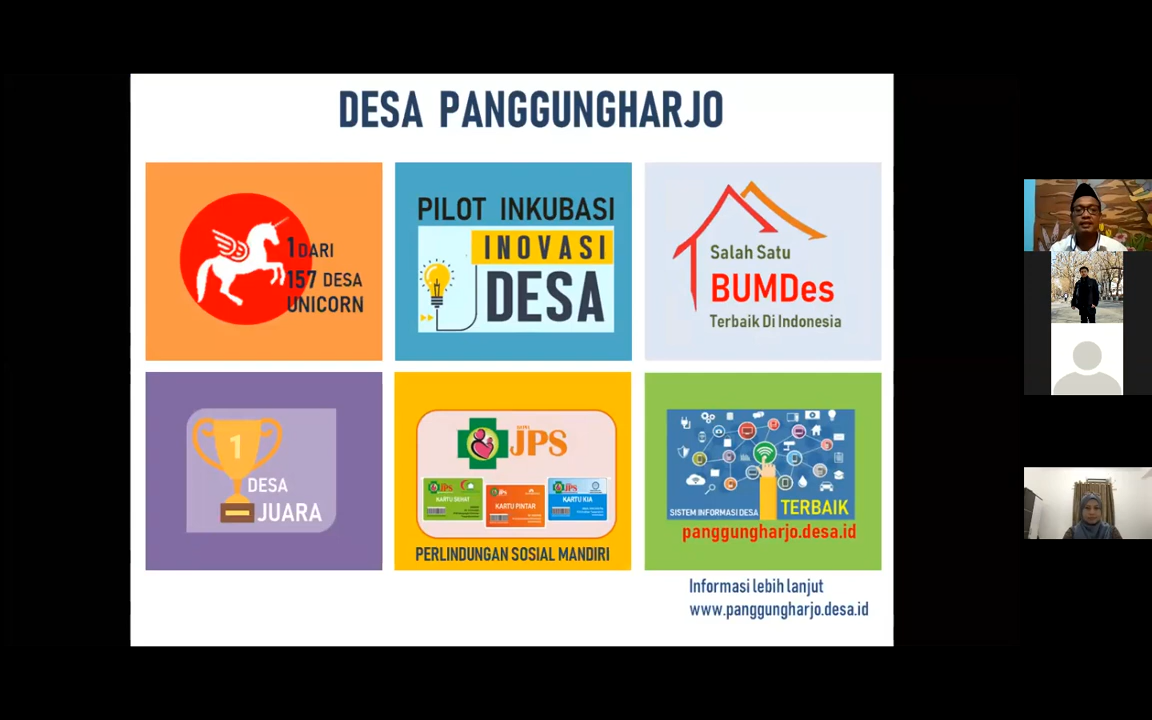 DESA PANGGUNGHARJO
1 DARI
157 DESA
UNICORN
PILOT INKUBASI
INOVASI
DESA
Salah Satu
BUMDes
Terbaik Di Indonesia
1
DESA
JUARA
JPS
JPS
KARTU SEHAT
KARTU PINTAR
JPS
KARTU KIA
PERLINDUNGAN SOSIAL MANDIRI
SISTEM INFORMASI DESA
TERBAIK
panggungharjo.desa.id
Informasi lebih lanjut
www.panggungharjo.desa.id